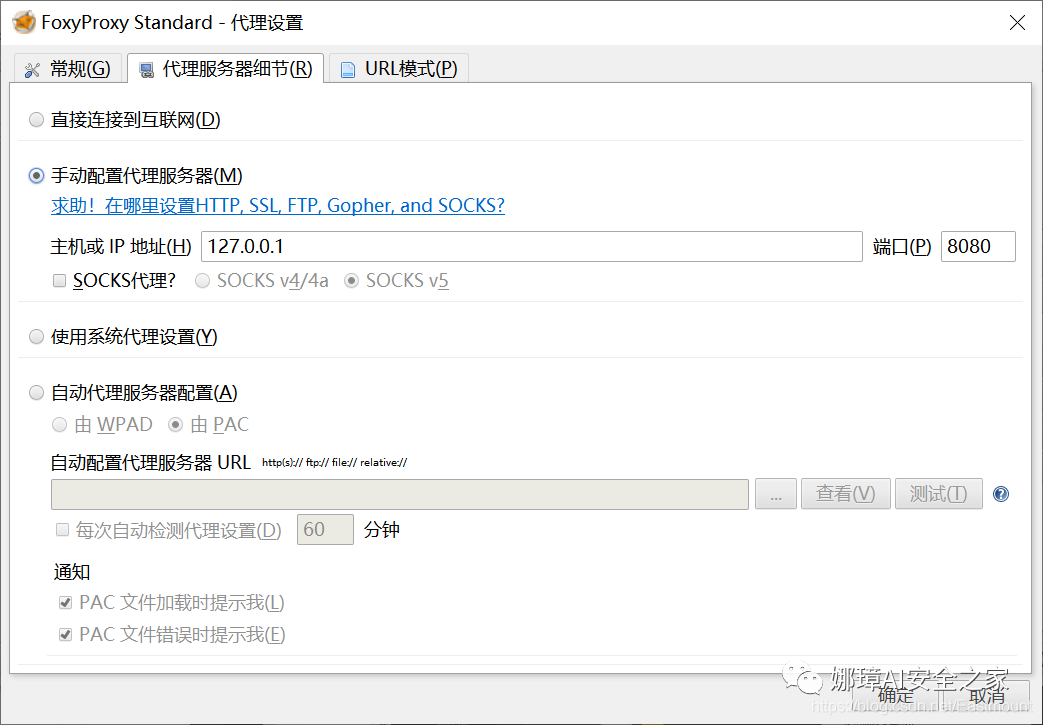 FoxyProxy Standard - 代理设置
常规(G) 代理服务器细节(R) URL模式(P)
直接连接到互联网(D)
手动配置代理服务器(M)
求助！在哪里设置HTTP, SSL, FTP, Gopher, and SOCKS?
主机或 IP 地址(H) 127.0.0.1 端口(P) 8080
SOCKS代理? SOCKS v4/4a SOCKS v5
使用系统代理设置(Y)
自动代理服务器配置(A)
由 WPAD 由 PAC
自动配置代理服务器 URL http(s):// ftp:// file:// relative://
... 查看(V) 测试(T) ?
每次自动检测代理设置(D) 60 分钟
通知
PAC 文件加载时提示我(L)
PAC 文件错误时提示我(E)
娜璋AI安全之家
确定 取消
https://blog.csdn.net/Eastmount